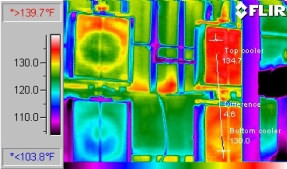 *>139.7°F
FLIR
130.0
120.0
110.0
*<103.8°F
Top cooler
134.7
Difference
4.6
Bottom cooler
130.0